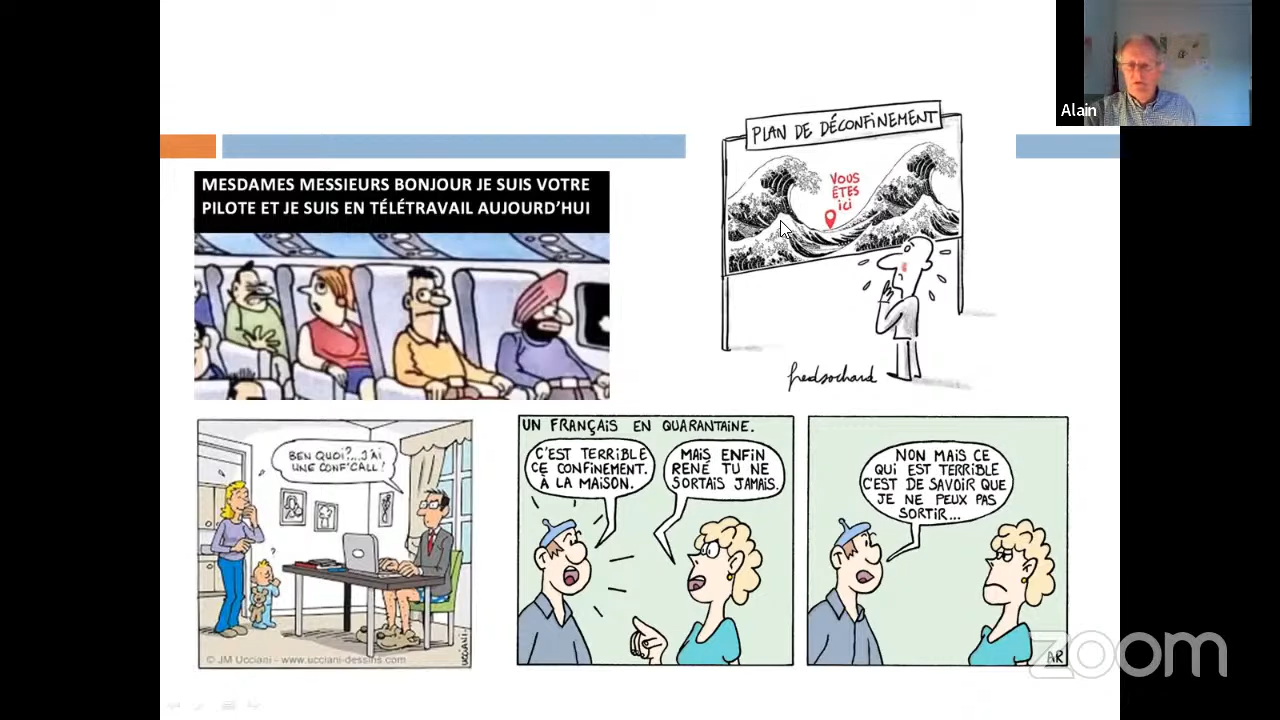 Alain
PLAN DE DÉCONFINEMENT
VOUS
ÊTES
ici
fredsochard
MESDAMES MESSIEURS BONJOUR JE SUIS VOTRE
PILOTE ET JE SUIS EN TÉLÉTRAVAIL AUJOURD'HUI
BEN QUOI?...J'AI
UNE CONF'CALL!
?
© JM Ucciani - www.ucciani-dessins.com
UCCIANI
UN FRANÇAIS EN QUARANTAINE.
C'EST TERRIBLE
CE CONFINEMENT.
À LA MAISON.
MAIS ENFIN
RENÉ TU NE
SORTAIS JAMAIS.
NON MAIS CE
QUI EST TERRIBLE
C'EST DE SAVOIR QUE
JE NE PEUX PAS
SORTIR...
AR
zoom